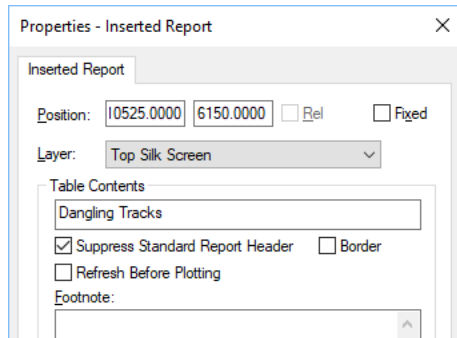 Properties - Inserted Report
Inserted Report
Position: 10525.0000 6150.0000 Rel Fixed
Layer: Top Silk Screen
Table Contents
Dangling Tracks
Suppress Standard Report Header Border
Refresh Before Plotting
Footnote: